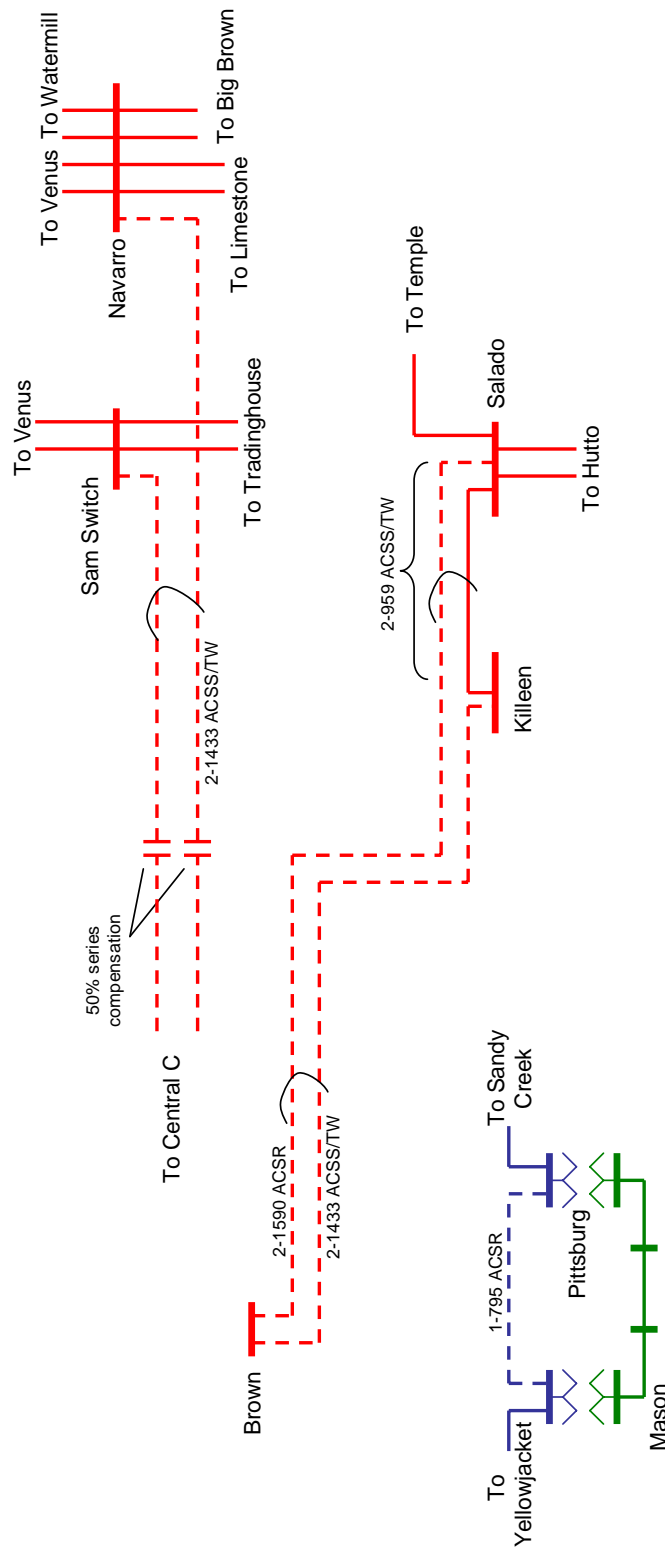 To Venus
To Watermill
Navarro
To Limestone
To Big Brown
To Venus
Sam Switch
To Tradinghouse
2-1433 ACSS/TW
50% series
compensation
To Central C
To Temple
Salado
To Hutto
2-959 ACSS/TW
Killeen
2-1590 ACSR
2-1433 ACSS/TW
Brown
To Sandy
Creek
Pittsburg
1-795 ACSR
To
Yellowjacket
Mason